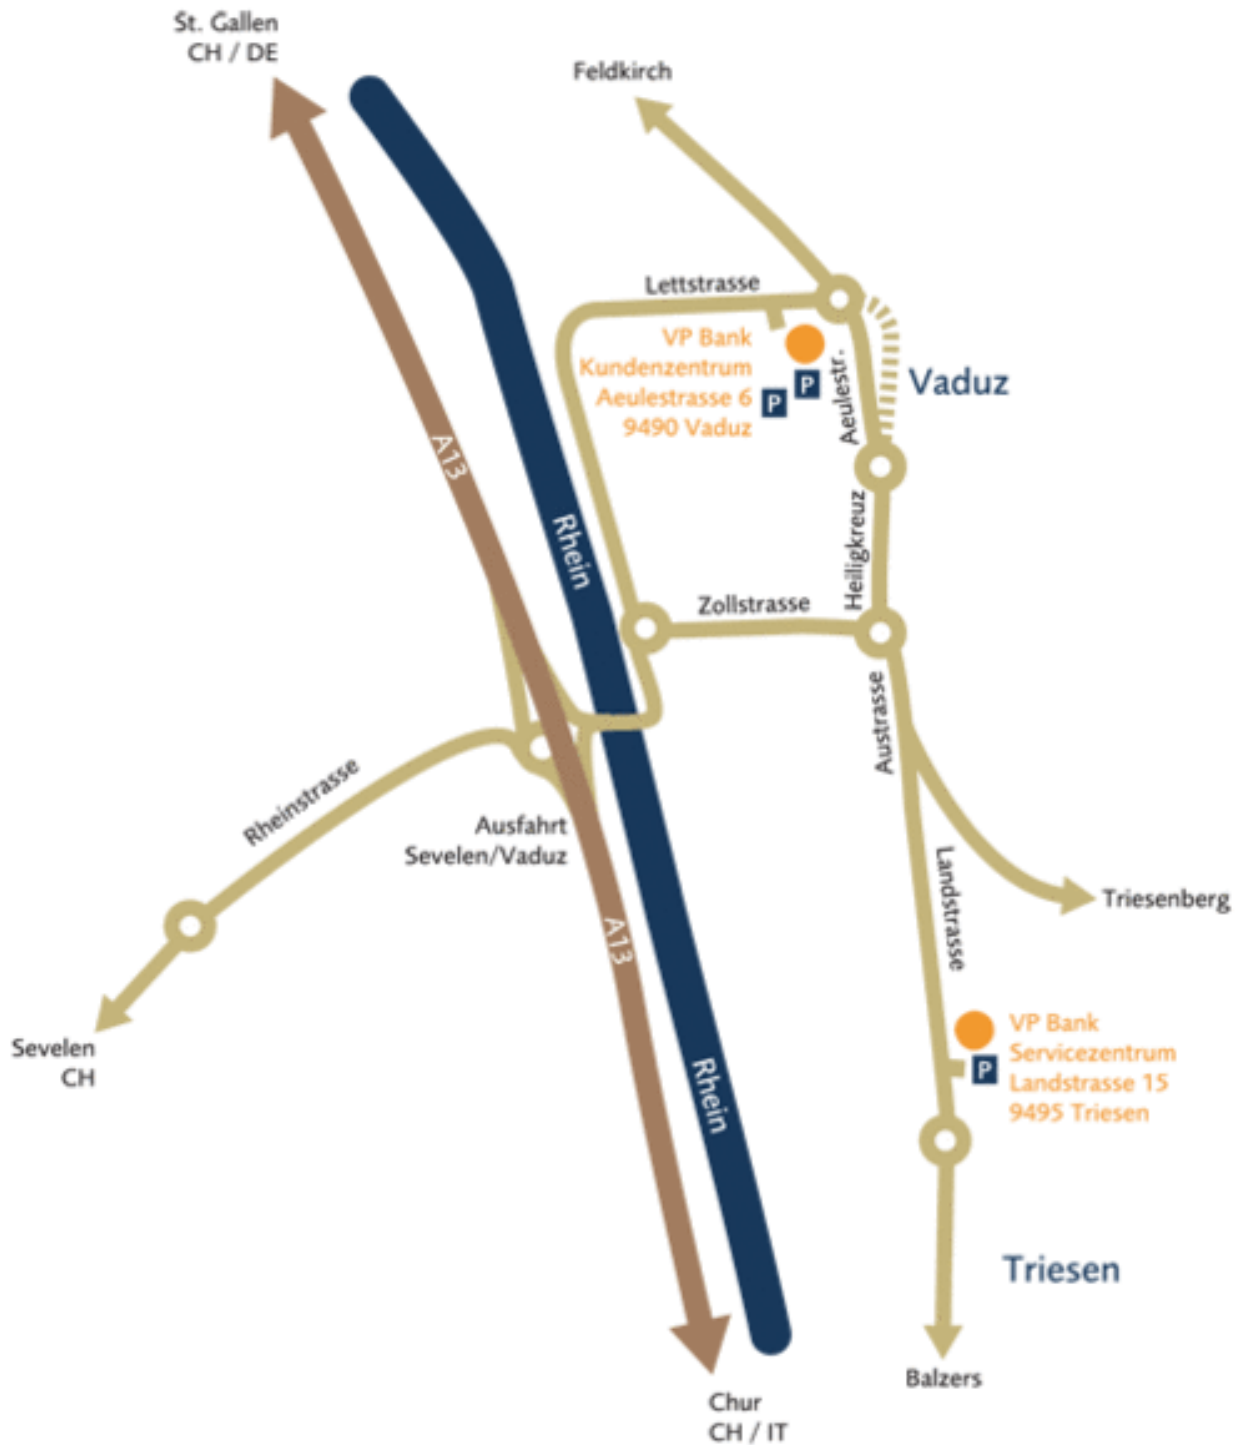 St. Gallen
CH / DE
Feldkirch
Lettstrasse
VP Bank
Kundenzentrum
Aeulestrasse 6
9490 Vaduz
P
P
Aeulestr.
Vaduz
A13
Rhein
Heiligkreuz
Zollstrasse
Austrasse
Rheinstrasse
Ausfahrt
Sevelen/Vaduz
Landstrasse
Triesenberg
A13
Sevelen
CH
VP Bank
Servicezentrum
Landstrasse 15
9495 Triesen
P
Rhein
Triesen
Balzers
Chur
CH / IT